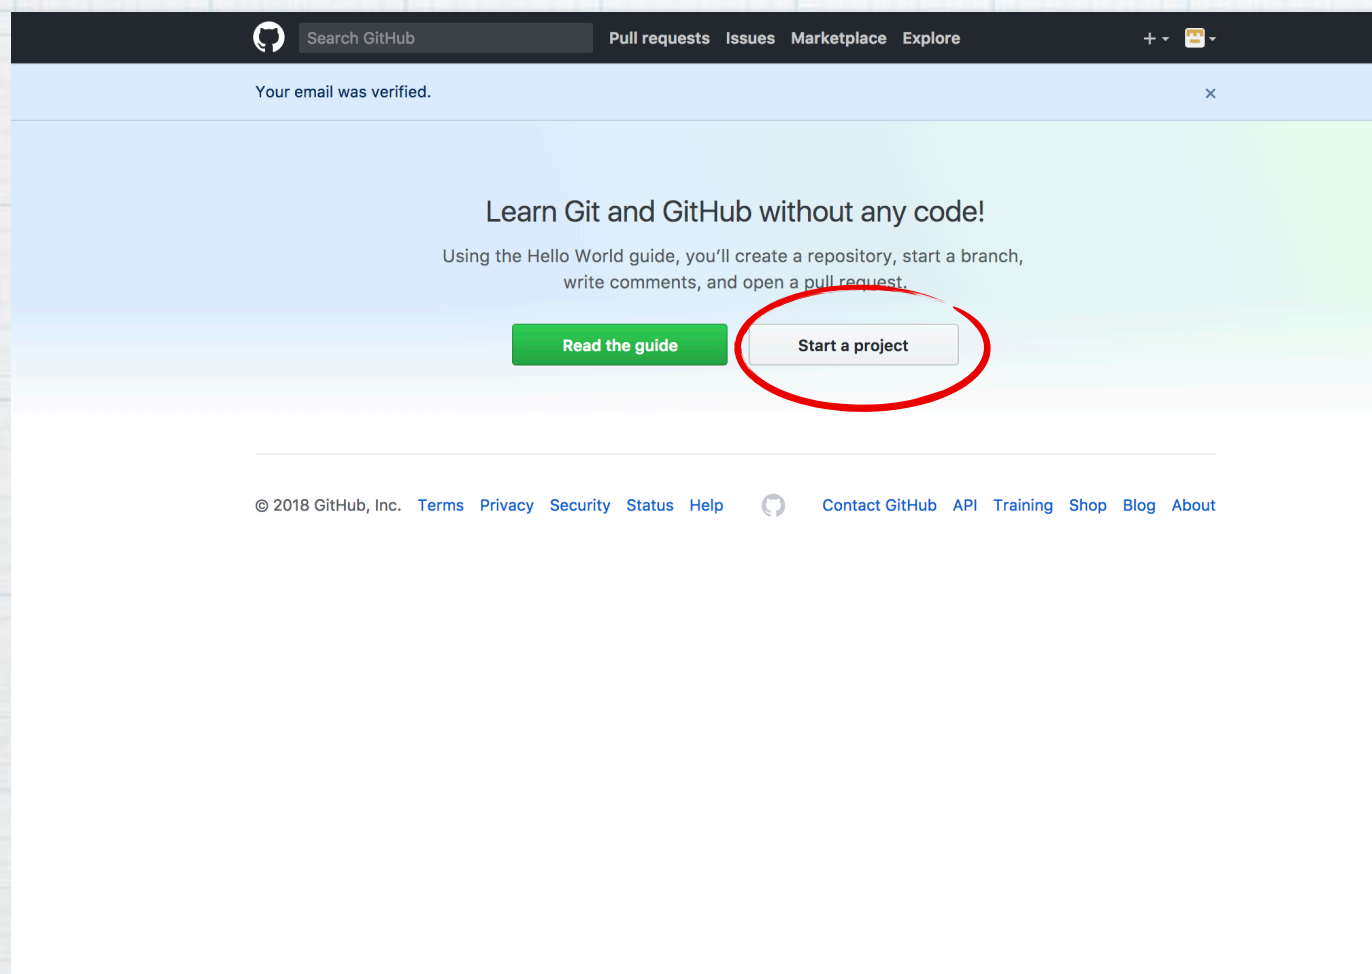 Search GitHub Pull requests Issues Marketplace Explore
Your email was verified.
Learn Git and GitHub without any code!
Using the Hello World guide, you’ll create a repository, start a branch,
write comments, and open a pull request.
Read the guide Start a project
© 2018 GitHub, Inc. Terms Privacy Security Status Help Contact GitHub API Training Shop Blog About